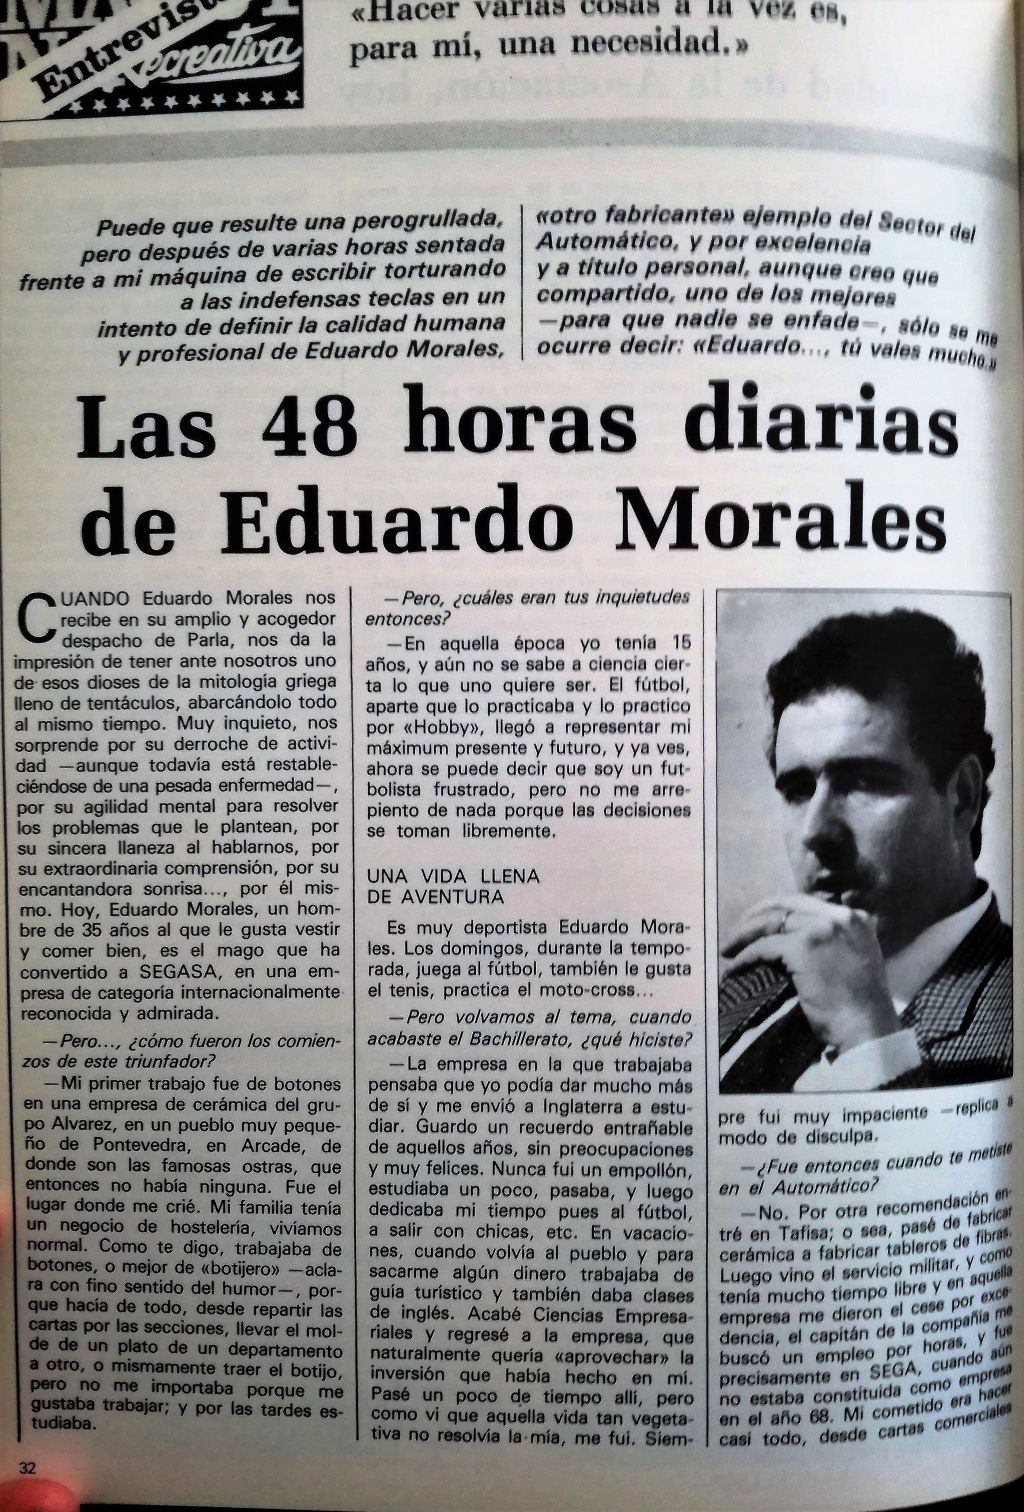 Entrevista
Recreativa
«Hacer varias cosas a la vez es,
para mí, una necesidad.»
Puede que resulte una perogrullada,
pero después de varias horas sentada
frente a mi máquina de escribir torturando
a las indefensas teclas en un
intento de definir la calidad humana
y profesional de Eduardo Morales,
«otro fabricante» ejemplo del Sector del
Automático, y por excelencia
y a título personal, aunque creo que
compartido, uno de los mejores
—para que nadie se enfade—, sólo se me
ocurre decir: «Eduardo..., tú vales mucho.»
Las 48 horas diarias
de Eduardo Morales
CUANDO Eduardo Morales nos
recibe en su amplio y acogedor
despacho de Parla, nos da la
impresión de tener ante nosotros uno
de esos dioses de la mitología griega
lleno de tentáculos, abarcándolo todo
al mismo tiempo. Muy inquieto, nos
sorprende por su derroche de activi-
dad —aunque todavía está restable-
ciéndose de una pesada enfermedad—,
por su agilidad mental para resolver
los problemas que le plantean, por
su sincera llaneza al hablarnos, por
su extraordinaria comprensión, por su
encantandora sonrisa..., por él mis-
mo. Hoy, Eduardo Morales, un hom-
bre de 35 años al que le gusta vestir
y comer bien, es el mago que ha
convertido a SEGASA, en una em-
presa de categoría internacionalmente
reconocida y admirada.
—Pero..., ¿cómo fueron los comien-
zos de este triunfador?
—Mi primer trabajo fue de botones
en una empresa de cerámica del gru-
po Alvarez, en un pueblo muy peque-
ño de Pontevedra, en Arcade, de
donde son las famosas ostras, que
entonces no había ninguna. Fue el
lugar donde me crié. Mi familia tenía
un negocio de hostelería, vivíamos
normal. Como te digo, trabajaba de
botones, o mejor de «botijero» —acla-
ra con fino sentido del humor—, por-
que hacía de todo, desde repartir las
cartas por las secciones, llevar el mol-
de de un plato de un departamento
a otro, o mismamente traer el botijo,
pero no me importaba porque me
gustaba trabajar; y por las tardes es-
tudiaba.
—Pero, ¿cuáles eran tus inquietudes
entonces?
—En aquella época yo tenía 15
años, y aún no se sabe a ciencia cier-
ta lo que uno quiere ser. El fútbol,
aparte que lo practicaba y lo practico
por «Hobby», llegó a representar mi
máximum presente y futuro, y ya ves,
ahora se puede decir que soy un fut-
bolista frustrado, pero no me arre-
piento de nada porque las decisiones
se toman libremente.
UNA VIDA LLENA
DE AVENTURA
Es muy deportista Eduardo Mora-
les. Los domingos, durante la tempo-
rada, juega al fútbol, también le gusta
el tenis, practica el moto-cross...
—Pero volvamos al tema, cuando
acabaste el Bachillerato, ¿qué hiciste?
—La empresa en la que trabajaba
pensaba que yo podía dar mucho más
de sí y me envió a Inglaterra a estu-
diar. Guardo un recuerdo entrañable
de aquellos años, sin preocupaciones
y muy felices. Nunca fui un empollón,
estudiaba un poco, pasaba, y luego
dedicaba mi tiempo pues al fútbol,
a salir con chicas, etc. En vacacio-
nes, cuando volvía al pueblo y para
sacarme algún dinero trabajaba de
guía turístico y también daba clases
de inglés. Acabé Ciencias Empresa-
riales y regresé a la empresa, que
naturalmente quería «aprovechar» la
inversión que había hecho en mí.
Pasé un poco de tiempo allí, pero
como vi que aquella vida tan vegeta-
tiva no resolvía la mía, me fui. Siem-
pre fui muy impaciente —replica a
modo de disculpa.
—¿Fue entonces cuando te metiste
en el Automático?
—No. Por otra recomendación en-
tré en Tafisa; o sea, pasé de fabricar
cerámica a fabricar tableros de fibras.
Luego vino el servicio militar, y como
tenía mucho tiempo libre y en aquella
empresa me dieron el cese por exce-
dencia, el capitán de la compañía me
buscó un empleo por horas, y fue
precisamente en SEGA, cuando aún
no estaba constituida como empresa
en el año 68. Mi cometido era hacer
casi todo, desde cartas comerciales
32